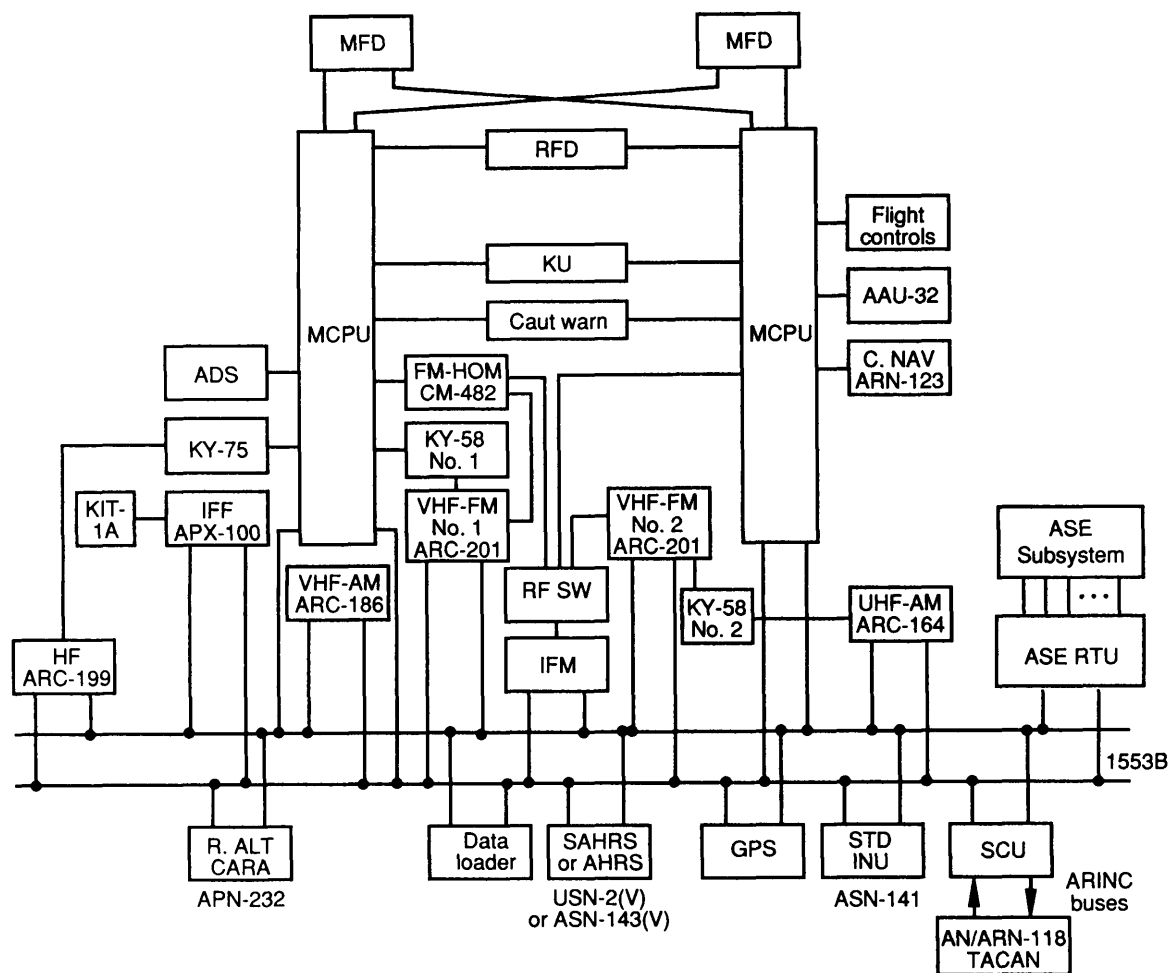 MFD
MFD
RFD
Flight
controls
KU
AAU-32
Caut warn
MCPU
MCPU
C. NAV
ARN-123
ADS
FM-HOM
CM-482
KY-75
KY-58
No. 1
KIT-
1A
IFF
APX-100
VHF-FM
No. 1
ARC-201
VHF-FM
No. 2
ARC-201
ASE
Subsystem
VHF-AM
ARC-186
RF SW
KY-58
No. 2
UHF-AM
ARC-164
HF
ARC-199
IFM
ASE RTU
1553B
R. ALT
CARA
APN-232
Data
loader
SAHRS
or AHRS
USN-2(V)
or ASN-143(V)
GPS
STD
INU
ASN-141
SCU
ARINC
buses
AN/ARN-118
TACAN